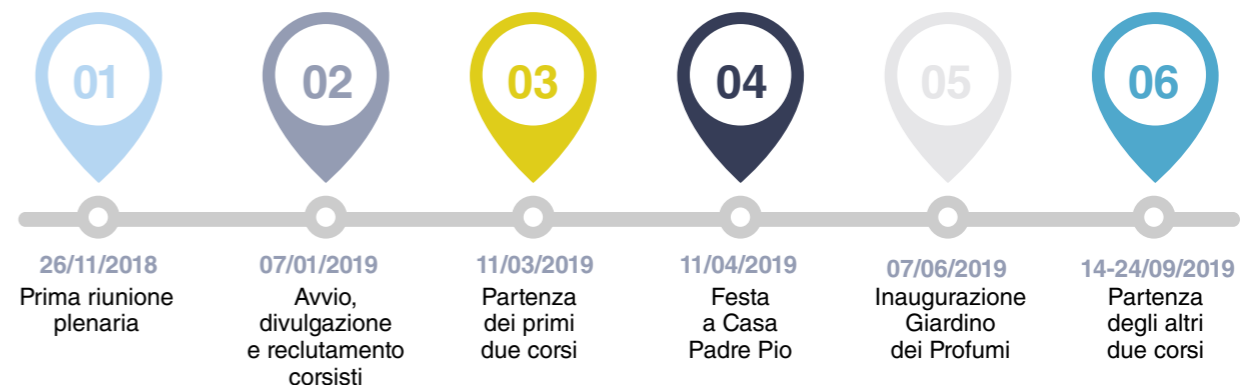 01
02
03
04
05
06
26/11/2018
Prima riunione
plenaria
07/01/2019
Avvio,
divulgazione
e reclutamento
corsisti
11/03/2019
Partenza
dei primi
due corsi
11/04/2019
Festa
a Casa
Padre Pio
07/06/2019
Inaugurazione
Giardino
dei Profumi
14-24/09/2019
Partenza
degli altri
due corsi